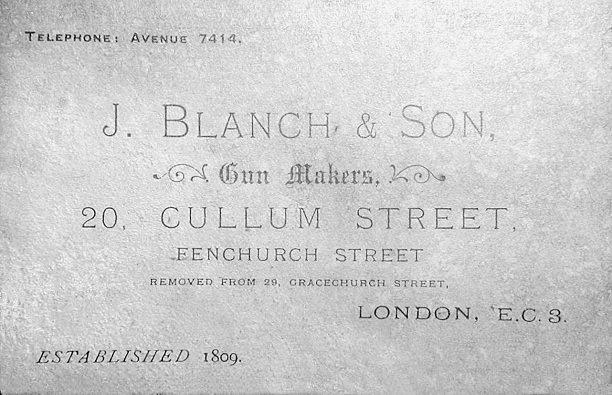 TELEPHONE: AVENUE 7414.
J. BLANCH & SON,
Gun Makers,
20, CULLUM STREET,
FENCHURCH STREET
REMOVED FROM 29, GRACECHURCH STREET,
LONDON, E.C. 3.
ESTABLISHED 1809.